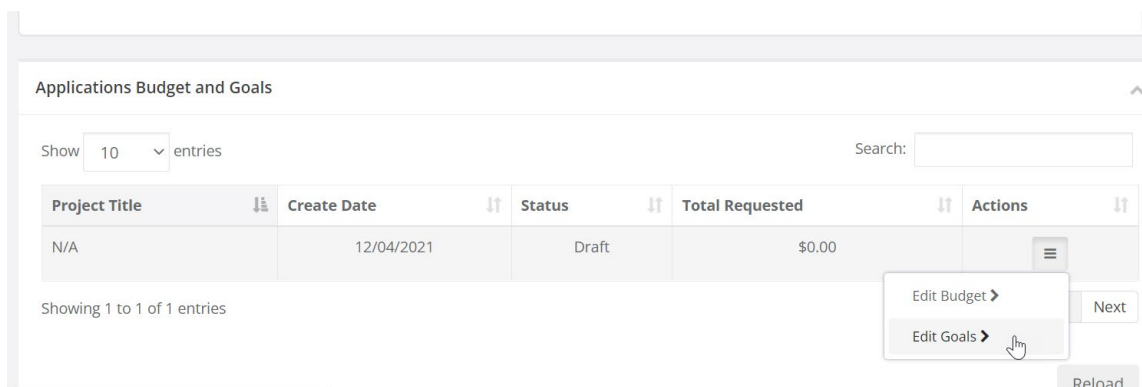 Applications Budget and Goals
Show 10 entries Search:
Project Title Create Date Status Total Requested Actions
N/A 12/04/2021 Draft $0.00
Edit Budget
Showing 1 to 1 of 1 entries Next
Edit Goals
Reload